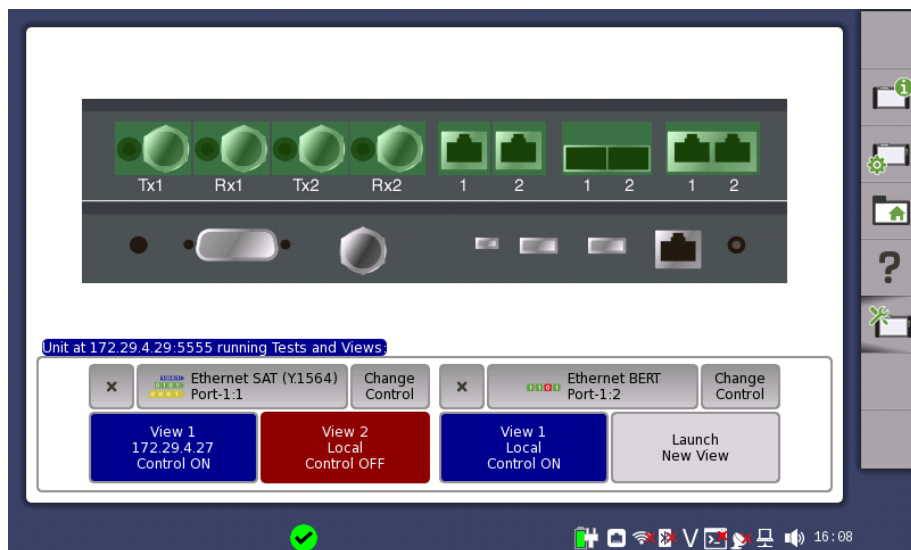 Tx1 Rx1 Tx2 Rx2 1 2 1 2 1 2
Unit at 172.29.4.29:5555 running Tests and Views:
Ethernet SAT (Y.1564)
Port-1:1
Change
Control
Ethernet BERT
Port-1:2
Change
Control
View 1
172.29.4.27
Control ON
View 2
Local
Control OFF
View 1
Local
Control ON
Launch
New View
16:08